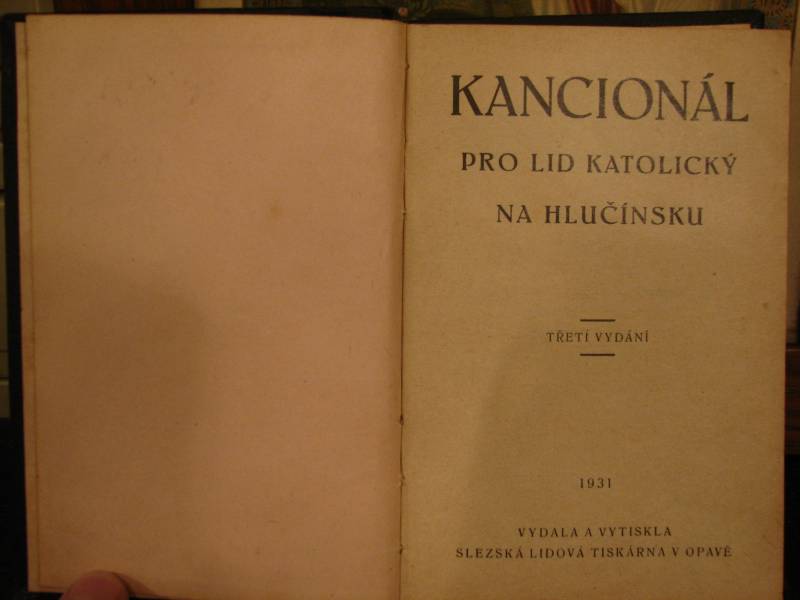 KANCIONÁL
PRO LID KATOLICKÝ
NA HLUČÍNSKU
TŘETÍ VYDÁNÍ
1931
VYDALA A VYTISKLA
SLEZSKÁ LIDOVÁ TISKÁRNA V OPAVĚ